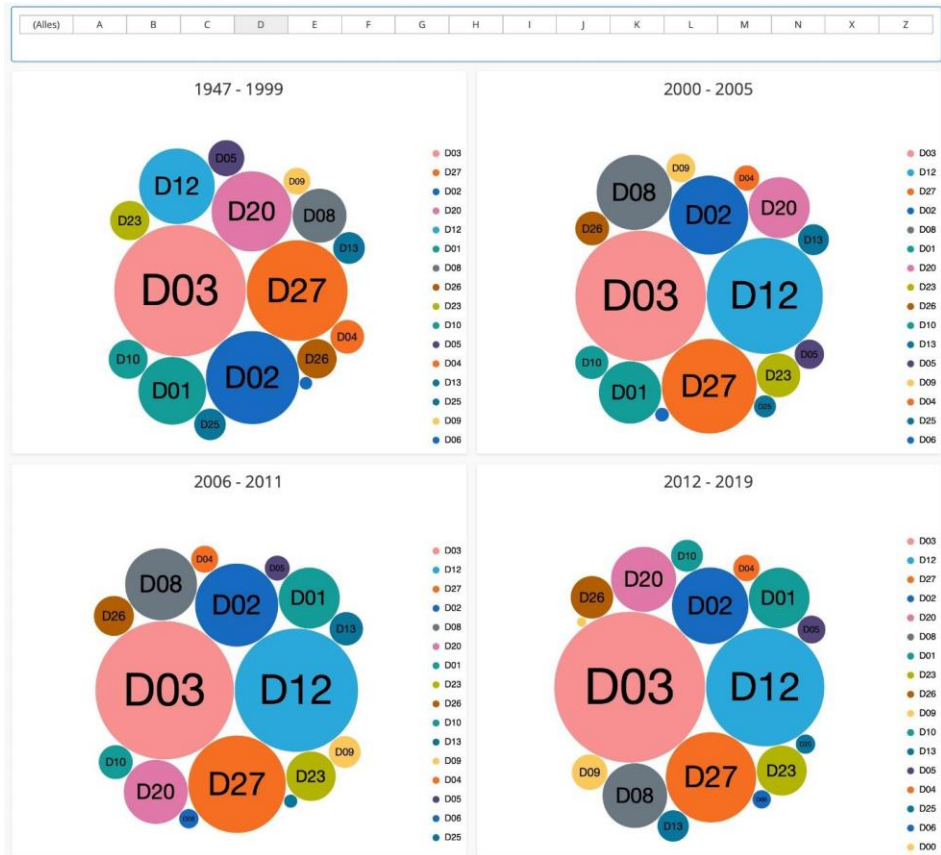 (Alles) A B C D E F G H I J K L M N X Z
1947 - 1999
D05
D12
D09
D20
D08
D23
D13
D03
D27
D04
D10
D26
D01
D02
D25
D03
D27
D02
D20
D12
D01
D08
D26
D23
D10
D05
D04
D13
D25
D09
D06
2000 - 2005
D09
D04
D08
D02
D20
D26
D13
D03
D12
D05
D10
D23
D01
D27
D25
D03
D12
D27
D02
D08
D01
D20
D23
D26
D10
D13
D05
D09
D04
D25
D06
2006 - 2011
D04
D05
D08
D02
D01
D26
D13
D03
D12
D09
D10
D23
D20
D27
D06
D03
D12
D27
D02
D08
D20
D01
D23
D26
D10
D13
D09
D04
D05
D06
D25
2012 - 2019
D10
D04
D20
D02
D01
D26
D05
D03
D12
D25
D09
D27
D23
D08
D06
D13
D03
D12
D27
D02
D20
D08
D01
D23
D26
D09
D10
D13
D05
D04
D25
D06
D00